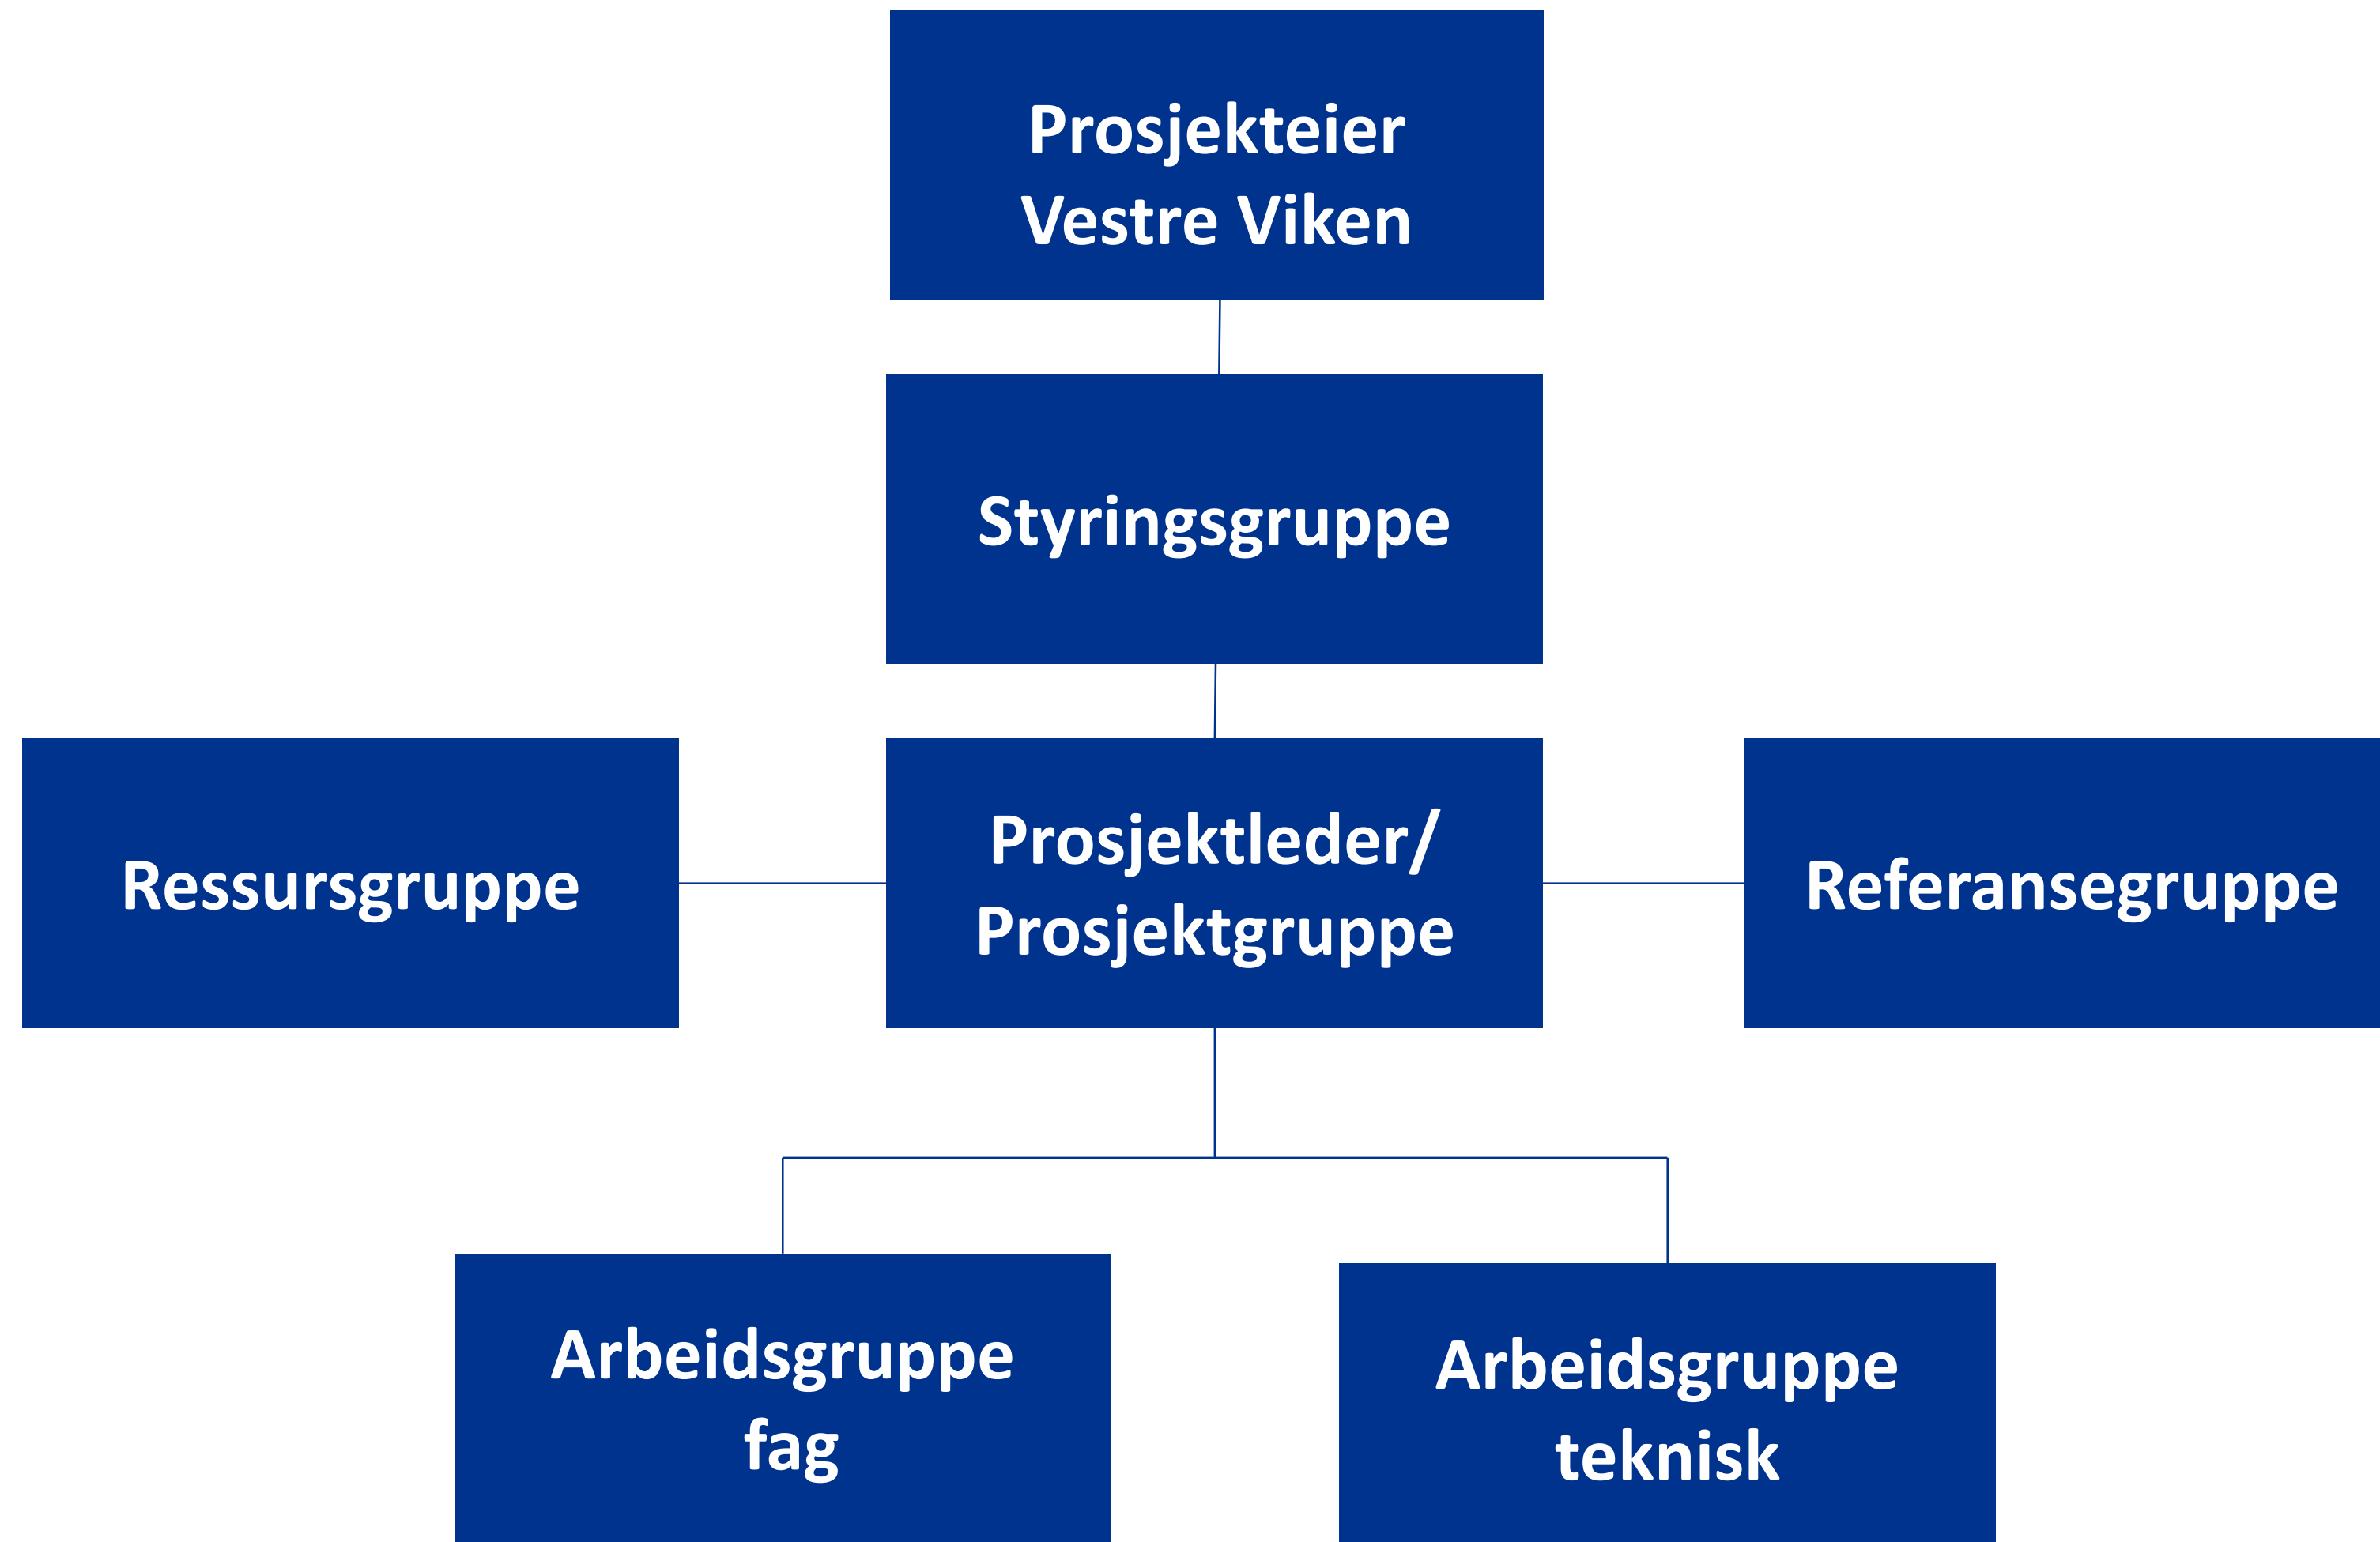 Prosjekteier
Vestre Viken
Styringsgruppe
Ressursgruppe
Prosjektleder/
Prosjektgruppe
Referansegruppe
Arbeidsgruppe
fag
Arbeidsgruppe
teknisk